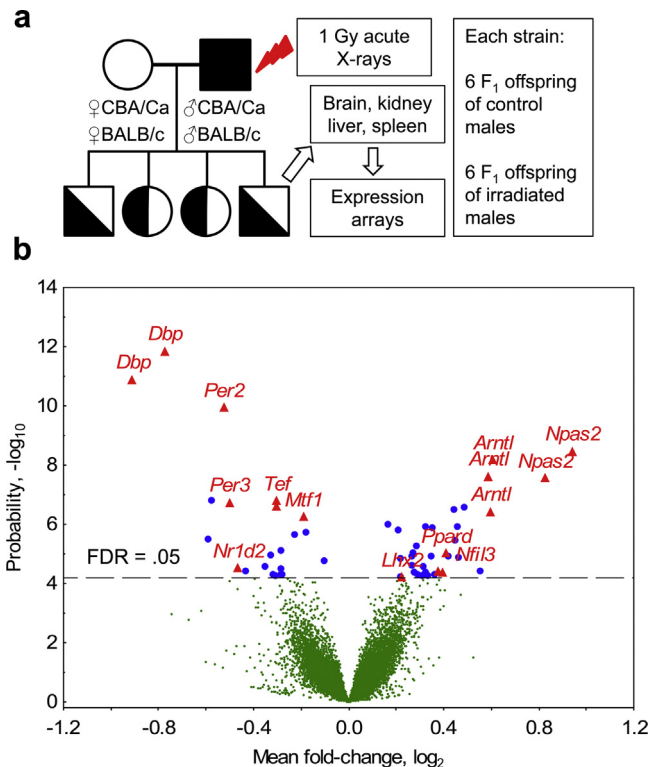 a
1 Gy acute
X-rays
Each strain:
6 F1 offspring
of control
males
6 F1 offspring
of irradiated
males
♀CBA/Ca ♂CBA/Ca
♀BALB/c ♂BALB/c
Brain, kidney
liver, spleen
Expression
arrays
b
14
12
10
8
6
4
2
0
Probability, -log10
Dbp
Dbp
Per2
Per3
Tef
Mtf1
Nr1d2
FDR = .05
Arntl
Arntl
Arntl
Npas2
Npas2
Ppard
Nfil3
Lhx2
-1.2 -0.8 -0.4 0.0 0.4 0.8 1.2
Mean fold-change, log2